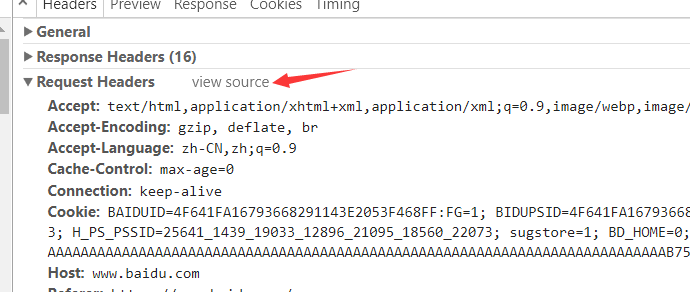 Headers Preview Response Cookies Timing
General
Response Headers (16)
Request Headers view source
Accept: text/html,application/xhtml+xml,application/xml;q=0.9,image/webp,image/
Accept-Encoding: gzip, deflate, br
Accept-Language: zh-CN,zh;q=0.9
Cache-Control: max-age=0
Connection: keep-alive
Cookie: BAIDUID=4F641FA16793668291143E2053F468FF:FG=1; BIDUPSID=4F641FA16793668
3; H_PS_PSSID=25641_1439_19033_12896_21095_18560_22073; sugstore=1; BD_HOME=0;
Host: www.baidu.com